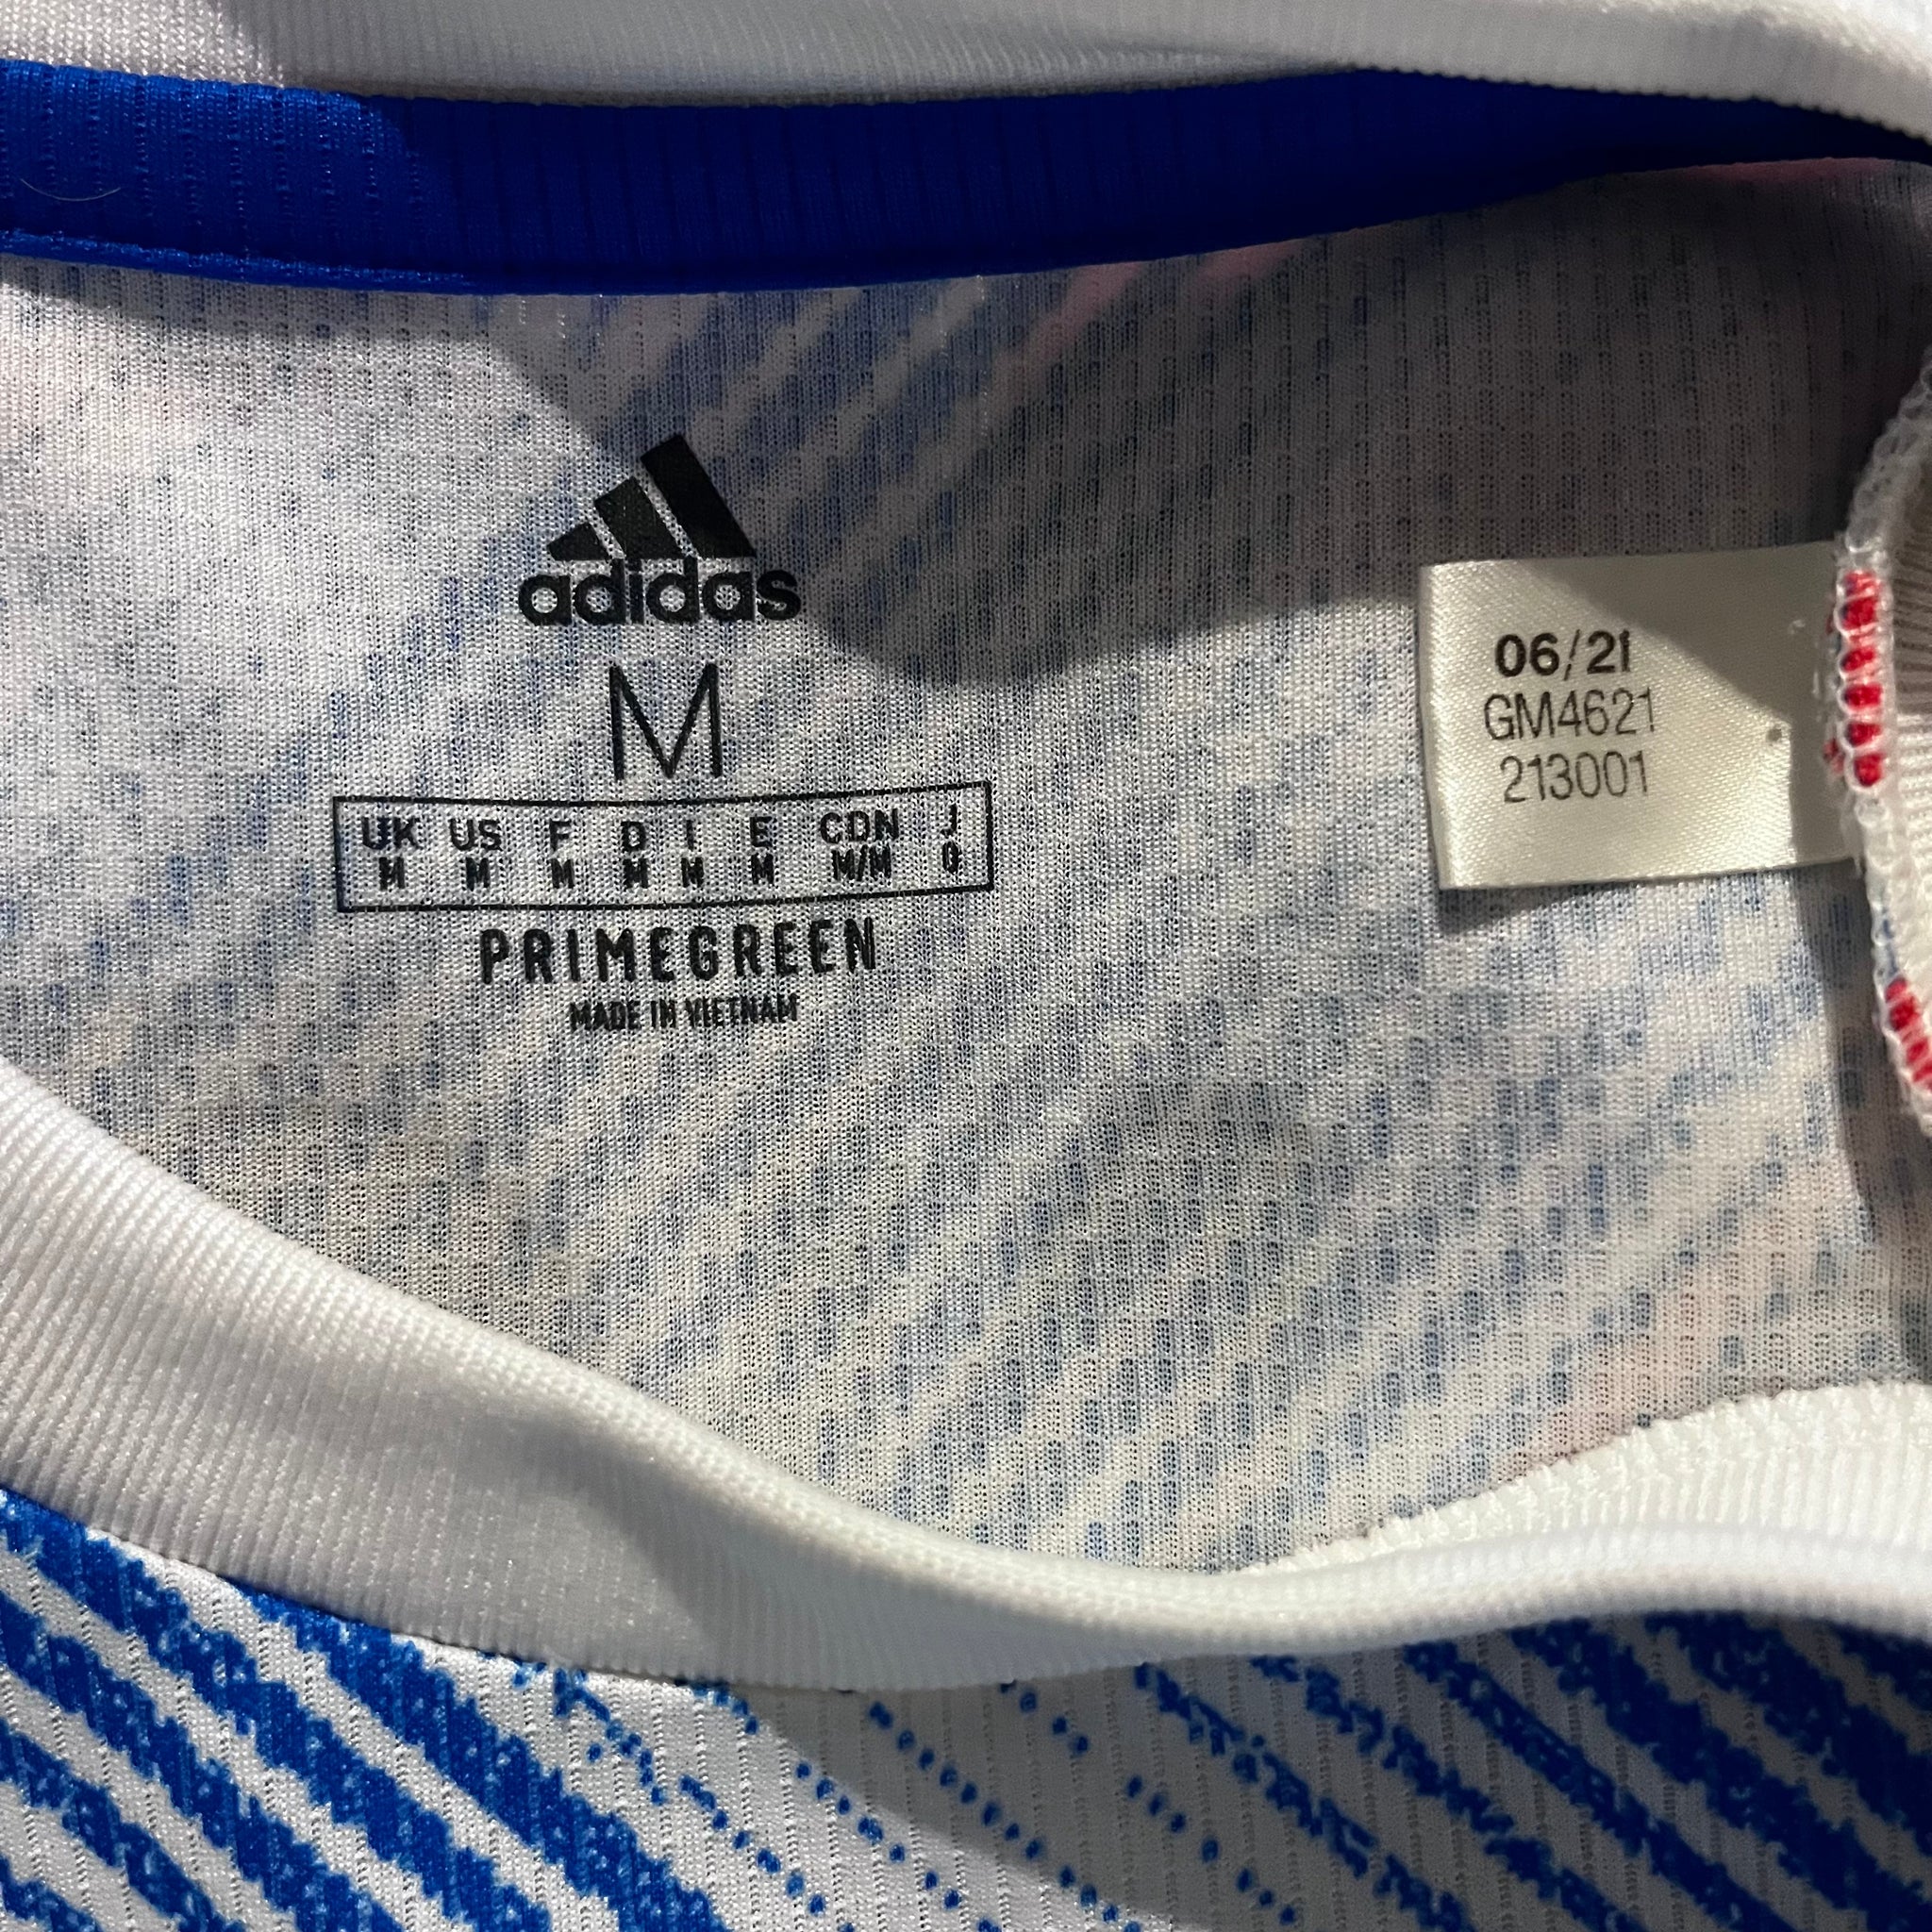 adidas
M
UK US F D I E CDN J
M M M M M M M/M O
PRIMEGREEN
MADE IN VIETNAM
06/21
GM4621
213001